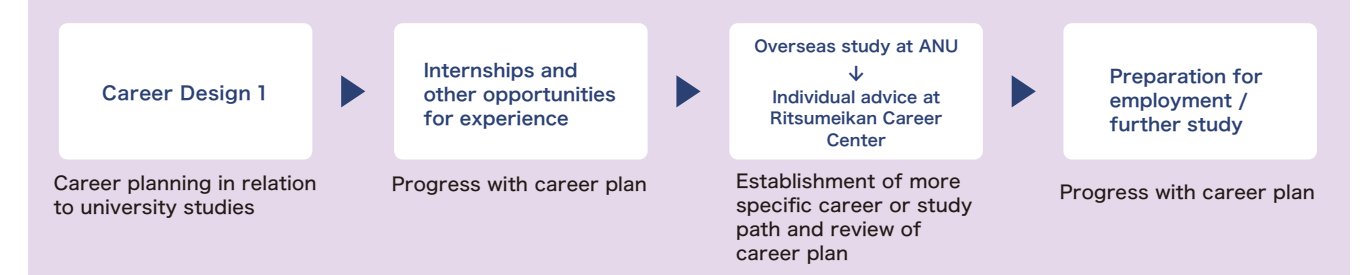 Career Design 1
Career planning in relation
to university studies
Internships and
other opportunities
for experience
Progress with career plan
Overseas study at ANU
↓
Individual advice at
Ritsumeikan Career
Center
Establishment of more
specific career or study
path and review of
career plan
Preparation for
employment /
further study
Progress with career plan